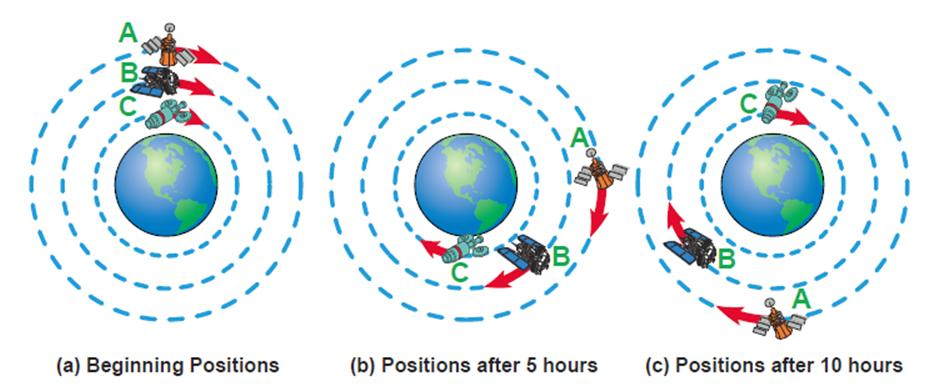 A
B
C
A
C
B
C
B
A
(a) Beginning Positions
(b) Positions after 5 hours
(c) Positions after 10 hours